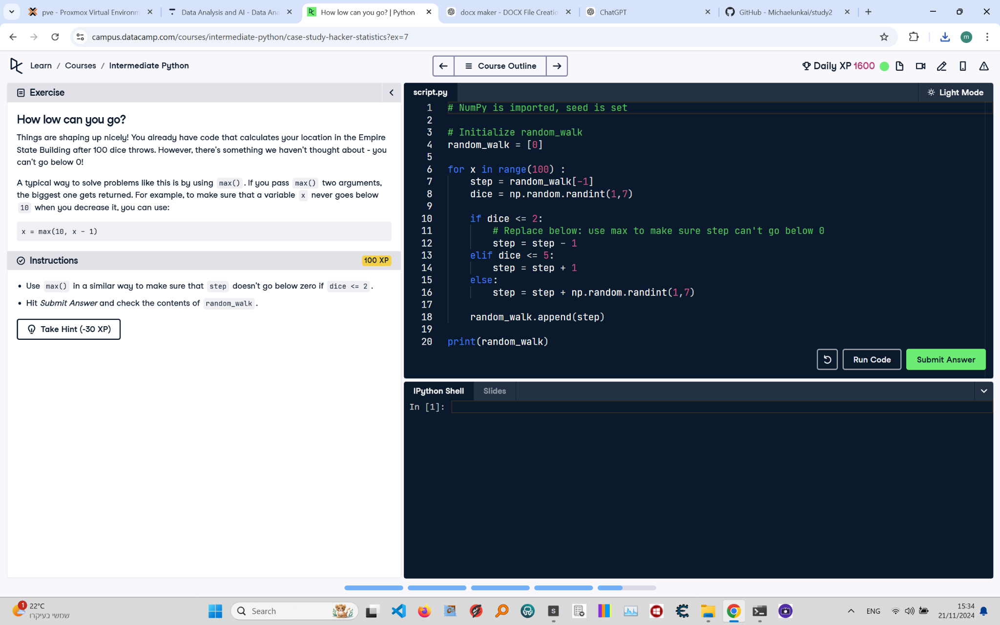 pve - Proxmox Virtual Environm
Data Analysis and AI - Data Ana
How low can you go? | Python
docx maker - DOCX File Creatio
ChatGPT
GitHub - Michaelunkai/study2
campus.datacamp.com/courses/intermediate-python/case-study-hacker-statistics?ex=7
m
Learn / Courses / Intermediate Python
Course Outline
Daily XP 1600
Exercise
How low can you go?
Things are shaping up nicely! You already have code that calculates your location in the Empire
State Building after 100 dice throws. However, there's something we haven't thought about - you
can't go below 0!
A typical way to solve problems like this is by using max(). If you pass max() two arguments,
the biggest one gets returned. For example, to make sure that a variable x never goes below
10 when you decrease it, you can use:
x = max(10, x - 1)
Instructions
100 XP
• Use max() in a similar way to make sure that step doesn't go below zero if dice <= 2.
• Hit Submit Answer and check the contents of random_walk.
Take Hint (-30 XP)
script.py
Light Mode
1 # NumPy is imported, seed is set
2
3 # Initialize random_walk
4 random_walk = [0]
5
6 for x in range(100) :
7     step = random_walk[-1]
8     dice = np.random.randint(1,7)
9
10     if dice <= 2:
11         # Replace below: use max to make sure step can't go below 0
12         step = step - 1
13     elif dice <= 5:
14         step = step + 1
15     else:
16         step = step + np.random.randint(1,7)
17
18     random_walk.append(step)
19
20 print(random_walk)
Run Code
Submit Answer
IPython Shell
Slides
In [1]:
1
22°C
שמשי בעיקרו
Search
S
ENG
15:34
21/11/2024